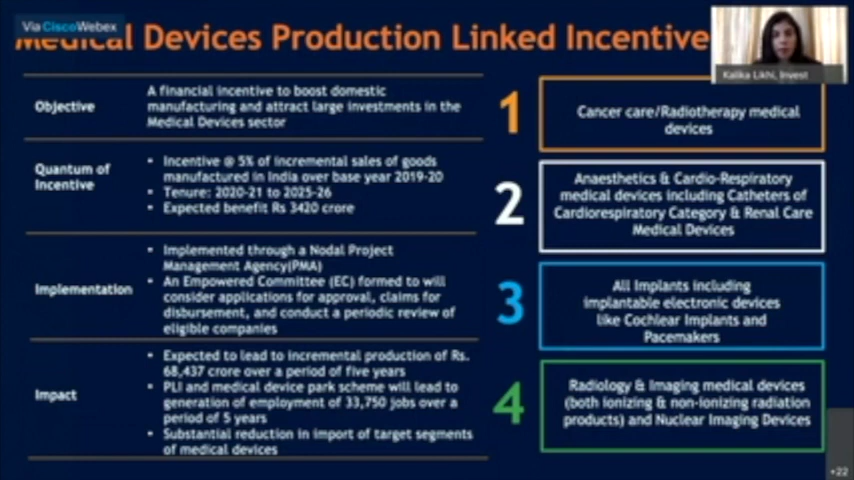 Via Cisco Webex
Medical Devices Production Linked Incentive
Kalika Likhi, Invest
Objective
A financial incentive to boost domestic
manufacturing and attract large investments in the
Medical Devices sector
Quantum of
Incentive
▪ Incentive @ 5% of incremental sales of goods
manufactured in India over base year 2019-20
▪ Tenure: 2020-21 to 2025-26
▪ Expected benefit Rs 3420 crore
Implementation
▪ Implemented through a Nodal Project
Management Agency(PMA)
▪ An Empowered Committee (EC) formed to will
consider applications for approval, claims for
disbursement, and conduct a periodic review of
eligible companies
Impact
▪ Expected to lead to incremental production of Rs.
68,437 crore over a period of five years
▪ PLI and medical device park scheme will lead to
generation of employment of 33,750 jobs over a
period of 5 years
▪ Substantial reduction in import of target segments
of medical devices
1
Cancer care/Radiotherapy medical
devices
2
Anaesthetics & Cardio-Respiratory
medical devices including Catheters of
Cardiorespiratory Category & Renal Care
Medical Devices
3
All Implants including
implantable electronic devices
like Cochlear Implants and
Pacemakers
4
Radiology & Imaging medical devices
(both ionizing & non-ionizing radiation
products) and Nuclear Imaging Devices
+22